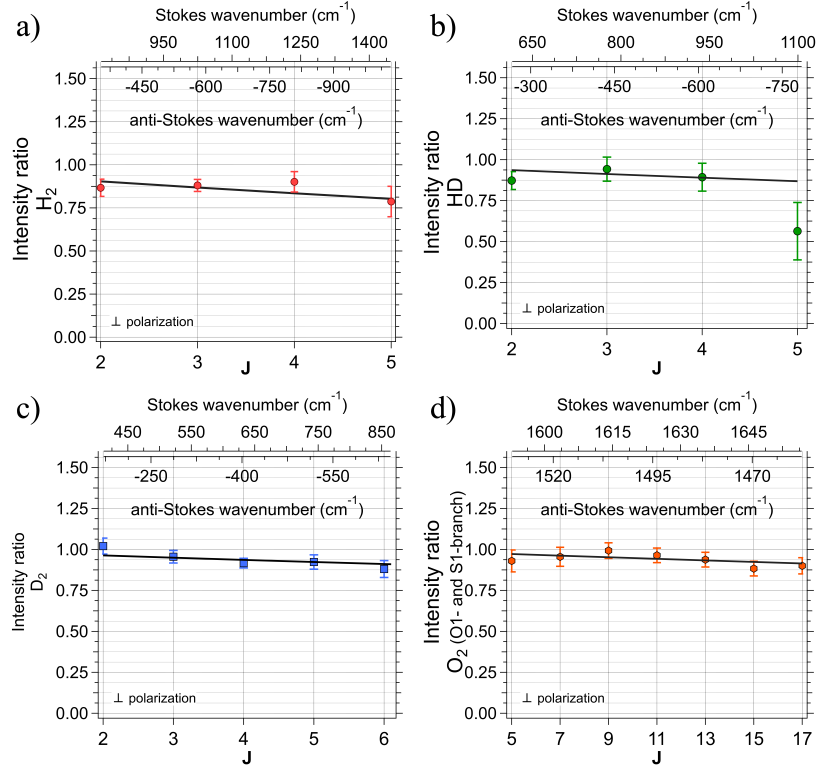 a)
Stokes wavenumber (cm⁻¹)
950 1100 1250 1400
-450 -600 -750 -900
anti-Stokes wavenumber (cm⁻¹)
1.50
1.25
1.00
0.75
0.50
0.25
0.00
Intensity ratio
H₂
⊥ polarization
2 3 4 5
J
b)
Stokes wavenumber (cm⁻¹)
650 800 950 1100
-300 -450 -600 -750
anti-Stokes wavenumber (cm⁻¹)
1.50
1.25
1.00
0.75
0.50
0.25
0.00
Intensity ratio
HD
⊥ polarization
2 3 4 5
J
c)
Stokes wavenumber (cm⁻¹)
450 550 650 750 850
-250 -400 -550
anti-Stokes wavenumber (cm⁻¹)
1.50
1.25
1.00
0.75
0.50
0.25
0.00
Intensity ratio
D₂
⊥ polarization
2 3 4 5 6
J
d)
Stokes wavenumber (cm⁻¹)
1600 1615 1630 1645
1520 1495 1470
anti-Stokes wavenumber (cm⁻¹)
1.50
1.25
1.00
0.75
0.50
0.25
0.00
Intensity ratio
O₂ (O1- and S1-branch)
⊥ polarization
5 7 9 11 13 15 17
J